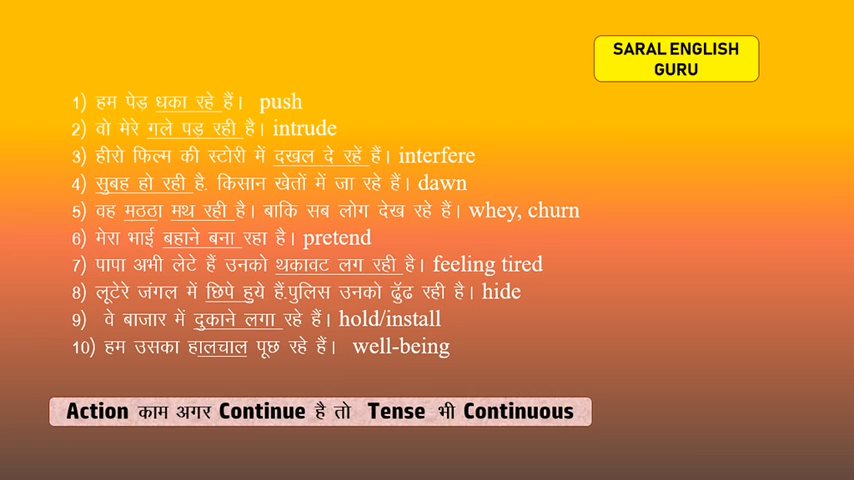 SARAL ENGLISH
GURU
1) हम पेड़ धका रहे हैं। push
2) वो मेरे गले पड रही है। intrude
3) हीरो फिल्म की स्टोरी में दखल दे रहें हैं। interfere
4) सुबह हो रही है. किसान खेतों में जा रहे हैं। dawn
5) वह मठठा मथ रही है। बाकि सब लोग देख रहे हैं। whey, churn
6) मेरा भाई बहाने बना रहा है। pretend
7) पापा अभी लेटे हैं उनको थकावट लग रही है। feeling tired
8) लूटेरे जंगल में छिपे हुये हैं.पुलिस उनको ढुॅढ रही है। hide
9) वे बाजार में दुकाने लगा रहे हैं। hold/install
10) हम उसका हालचाल पूछ रहे हैं। well-being
Action काम अगर Continue है तो Tense भी Continuous